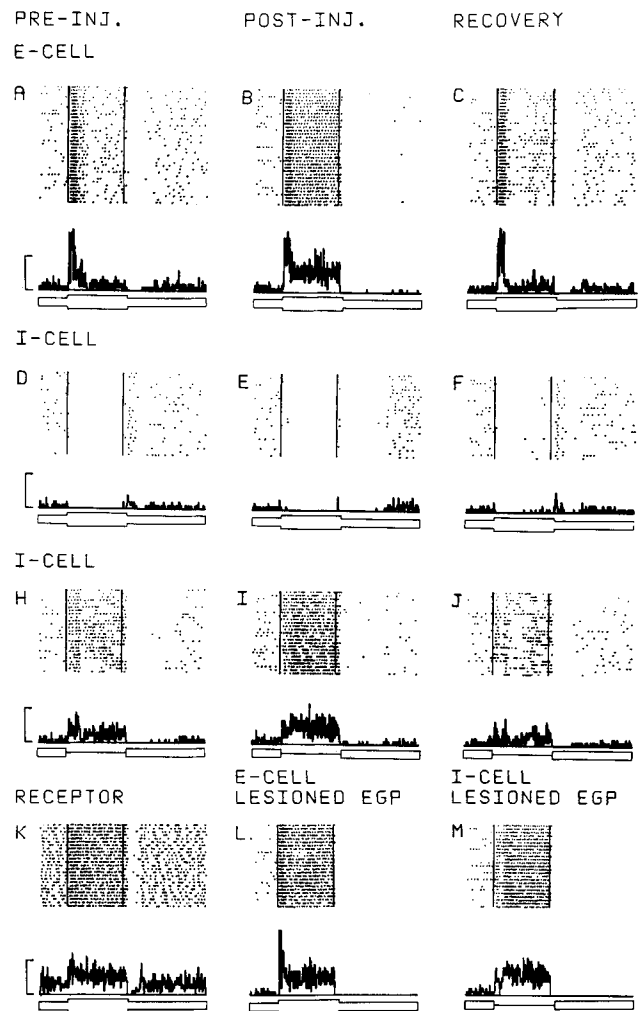 PRE-INJ. POST-INJ. RECOVERY
E-CELL
A B C
I-CELL
D E F
I-CELL
H I J
RECEPTOR E-CELL LESIONED EGP I-CELL LESIONED EGP
K L M